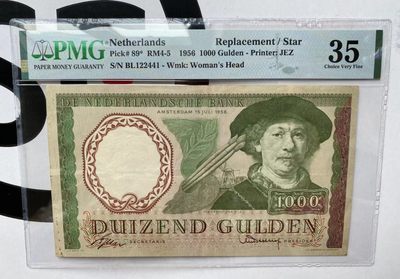 PMG
PAPER MONEY GUARANTY
Netherlands Replacement / Star
Pick# 89* RM4-5 1956 1000 Gulden - Printer: JEZ
S/N BL122441 - Wmk: Woman's Head
35
Choice Very Fine
DE NEDERLANDSCHE BANK
AMSTERDAM 15 JULI 1956.
1000
DUIZEND GULDEN
SECRETARIS
PRESIDENT